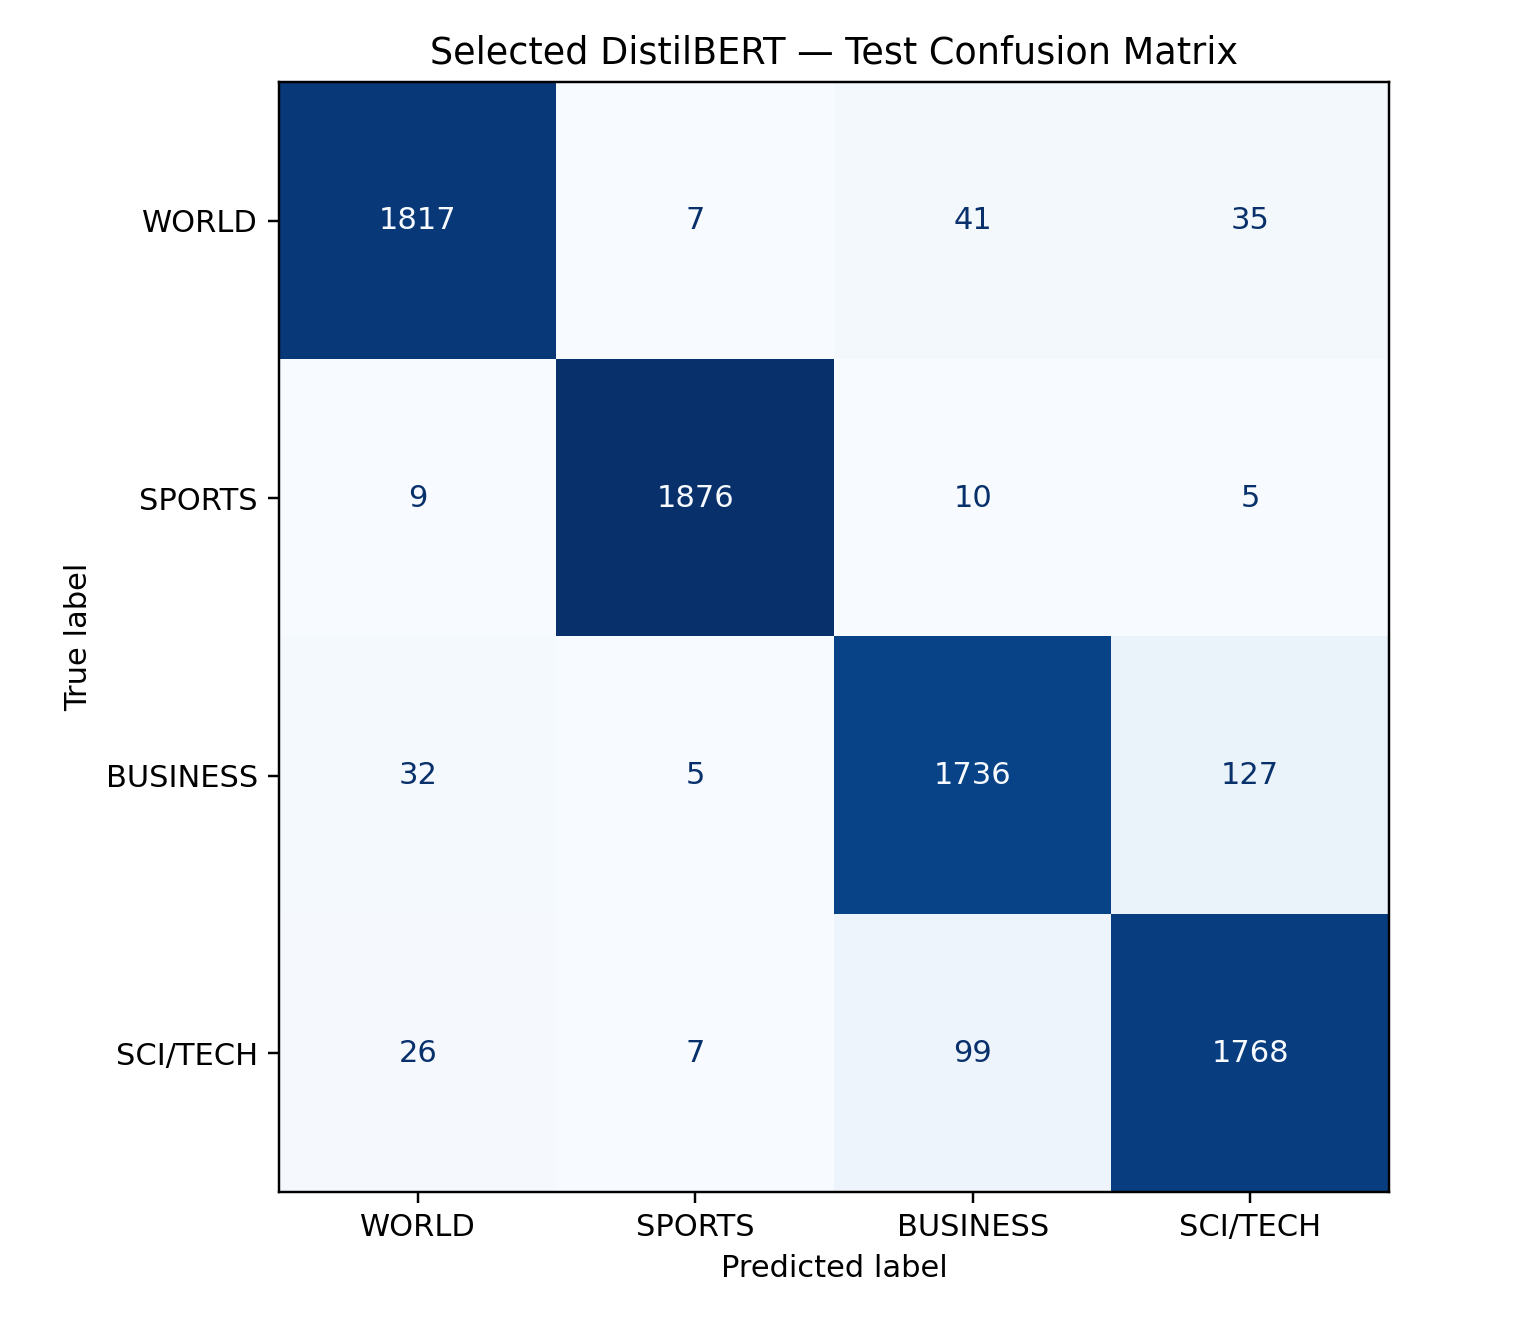 Selected DistilBERT — Test Confusion Matrix
WORLD 1817 7 41 35
SPORTS 9 1876 10 5
True label
BUSINESS 32 5 1736 127
SCI/TECH 26 7 99 1768
WORLD SPORTS BUSINESS SCI/TECH
Predicted label